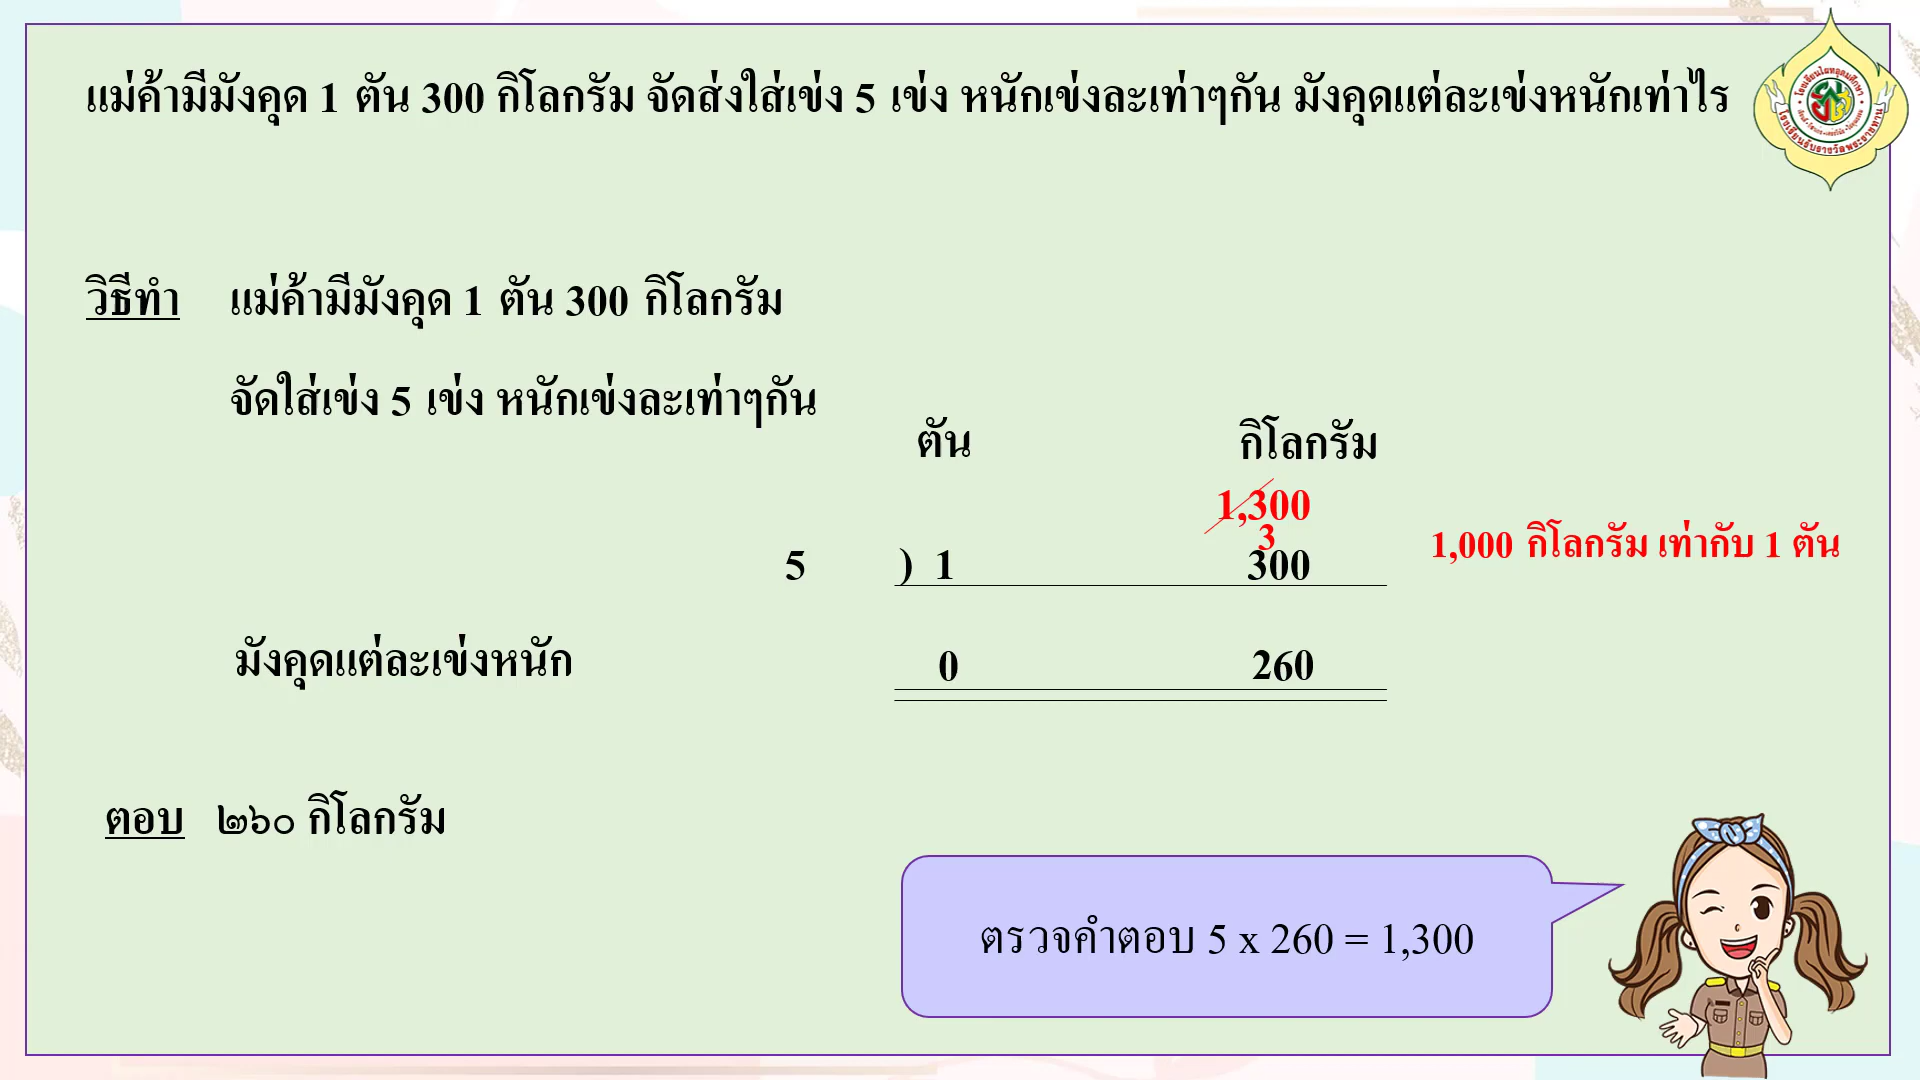 แม่ค้ามีมังคุด 1 ตัน 300 กิโลกรัม จัดส่งใส่เข่ง 5 เข่ง หนักเข่งละเท่าๆกัน มังคุดแต่ละเข่งหนักเท่าไร
วิธีทำ แม่ค้ามีมังคุด 1 ตัน 300 กิโลกรัม
จัดใส่เข่ง 5 เข่ง หนักเข่งละเท่าๆกัน
ตัน กิโลกรัม
1,300
3
5 ) 1 300
1,000 กิโลกรัม เท่ากับ 1 ตัน
มังคุดแต่ละเข่งหนัก 0 260
ตอบ ๒๖๐ กิโลกรัม
ตรวจคำตอบ 5 x 260 = 1,300